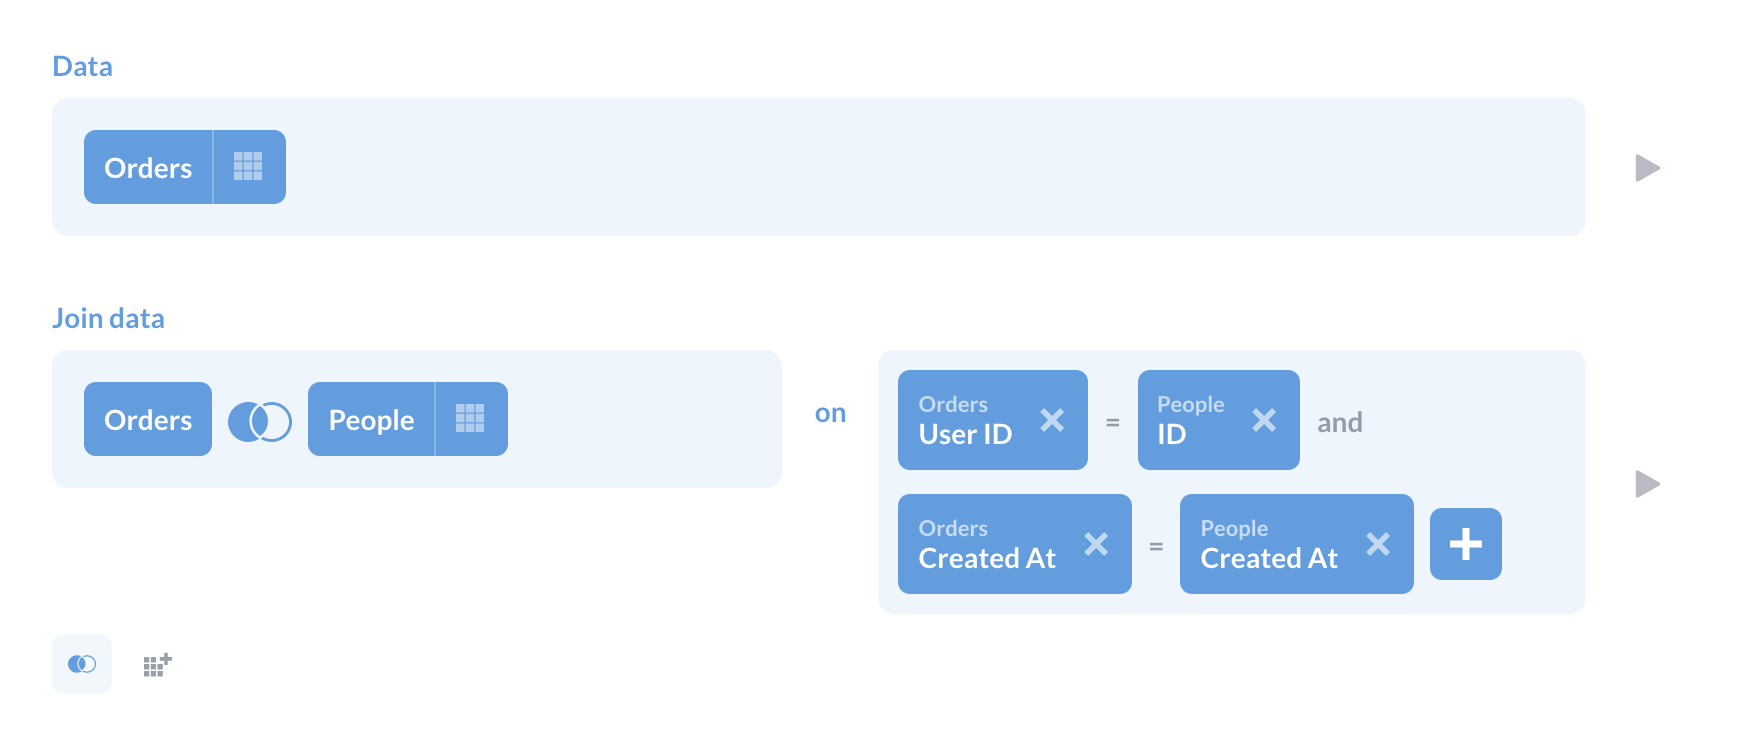 Data
Orders
Join data
Orders People on
Orders User ID = People ID and
Orders Created At = People Created At